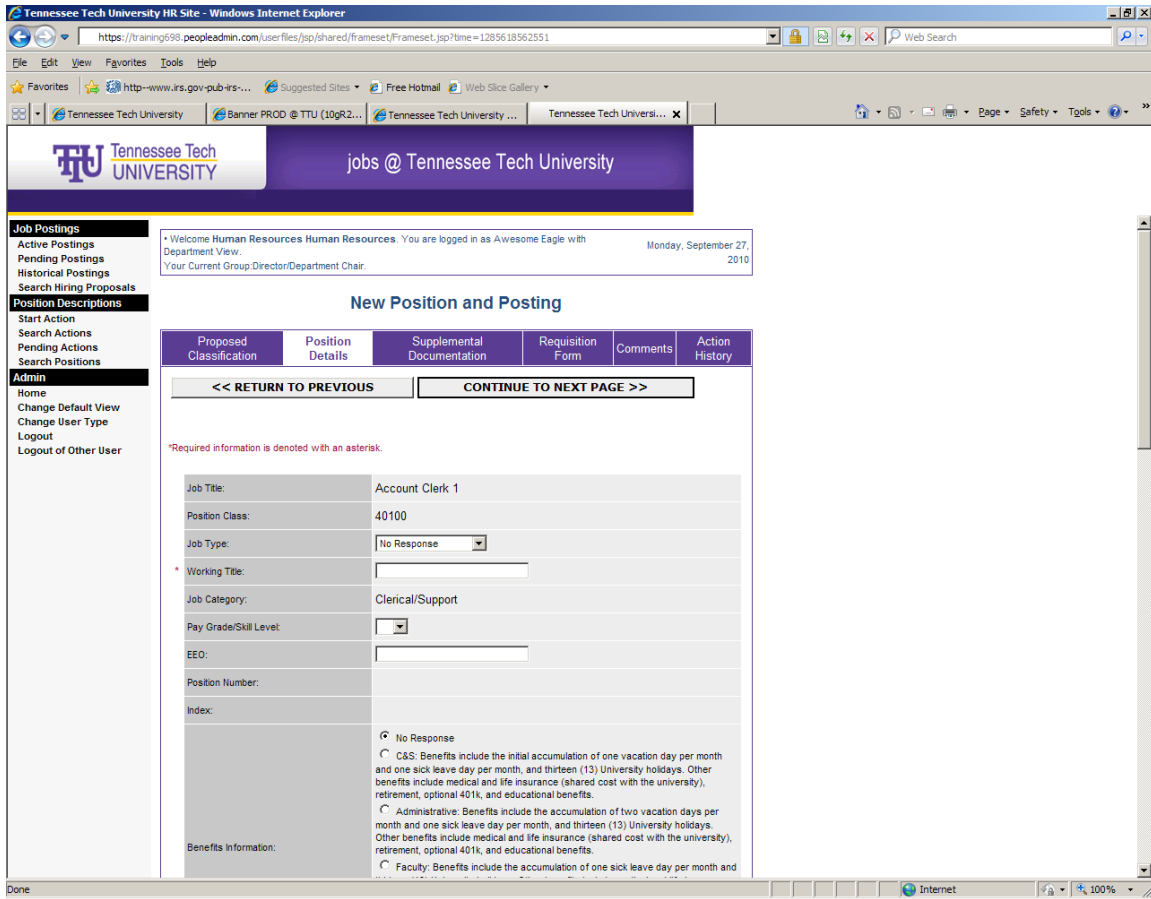 Tennessee Tech University HR Site - Windows Internet Explorer
https://training698.peopleadmin.com/userfiles/jsp/shared/frameset/Frameset.jsp?time=1285618562551
Web Search
File Edit View Favorites Tools Help
Favorites http--www.irs.gov-pub-irs-... Suggested Sites Free Hotmail Web Slice Gallery
Tennessee Tech University Banner PROD @ TTU (10gR2... Tennessee Tech University ... Tennessee Tech Universi... Page Safety Tools
TTU Tennessee Tech
UNIVERSITY
jobs @ Tennessee Tech University
Job Postings
Active Postings
Pending Postings
Historical Postings
Search Hiring Proposals
Position Descriptions
Start Action
Search Actions
Pending Actions
Search Positions
Admin
Home
Change Default View
Change User Type
Logout
Logout of Other User
• Welcome Human Resources Human Resources. You are logged in as Awesome Eagle with
Department View.
Your Current Group:Director/Department Chair.
Monday, September 27,
2010
New Position and Posting
Proposed Classification
Position Details
Supplemental Documentation
Requisition Form
Comments
Action History
<< RETURN TO PREVIOUS
CONTINUE TO NEXT PAGE >>
*Required information is denoted with an asterisk.
Job Title: Account Clerk 1
Position Class: 40100
Job Type: No Response
* Working Title:
Job Category: Clerical/Support
Pay Grade/Skill Level:
EEO:
Position Number:
Index:
Benefits Information:
No Response
C&S: Benefits include the initial accumulation of one vacation day per month
and one sick leave day per month, and thirteen (13) University holidays. Other
benefits include medical and life insurance (shared cost with the university),
retirement, optional 401k, and educational benefits.
Administrative: Benefits include the accumulation of two vacation days per
month and one sick leave day per month, and thirteen (13) University holidays.
Other benefits include medical and life insurance (shared cost with the university),
retirement, optional 401k, and educational benefits.
Faculty: Benefits include the accumulation of one sick leave day per month and
Done
Internet
100%